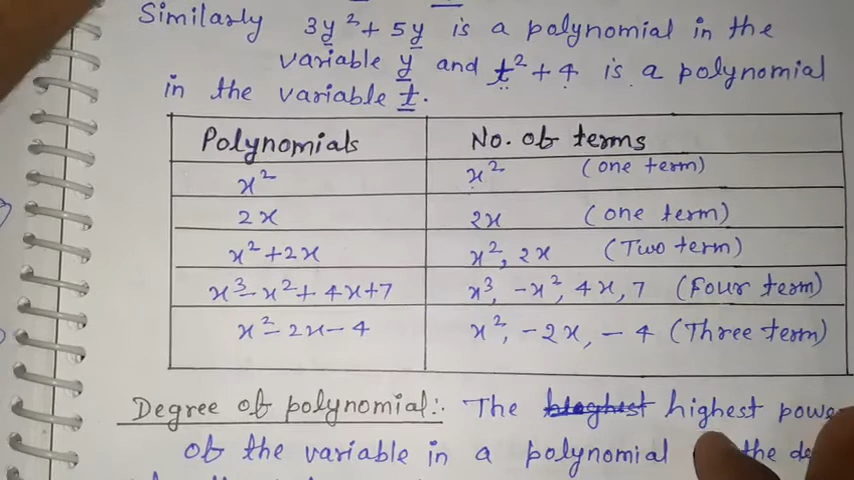 Similarly 3y² + 5y is a polynomial in the
variable y and t² + 4 is a polynomial
in the variable t.
Polynomials No. of terms
x² x² (one term)
2x 2x (one term)
x² + 2x x², 2x (Two term)
x³ - x² + 4x + 7 x³, -x², 4x, 7 (Four term)
x² - 2x - 4 x², - 2x, - 4 (Three term)
Degree of polynomial:. The highest
of the variable in a polynomial the